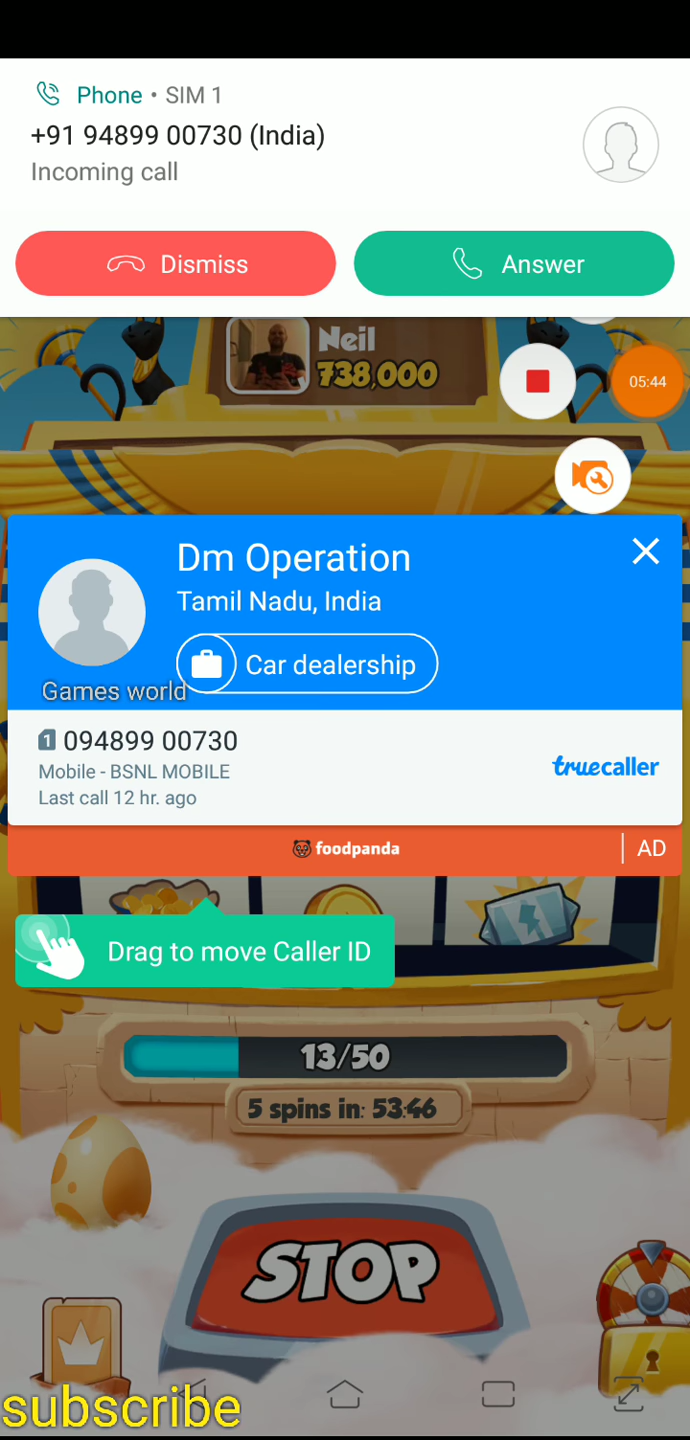 Phone • SIM 1
+91 94899 00730 (India)
Incoming call
Dismiss
Answer
Neil
738,000
05:44
Dm Operation
Tamil Nadu, India
Car dealership
Games world
1 094899 00730
Mobile - BSNL MOBILE
Last call 12 hr. ago
truecaller
foodpanda
AD
Drag to move Caller ID
13/50
5 spins in: 53:46
STOP
subscribe